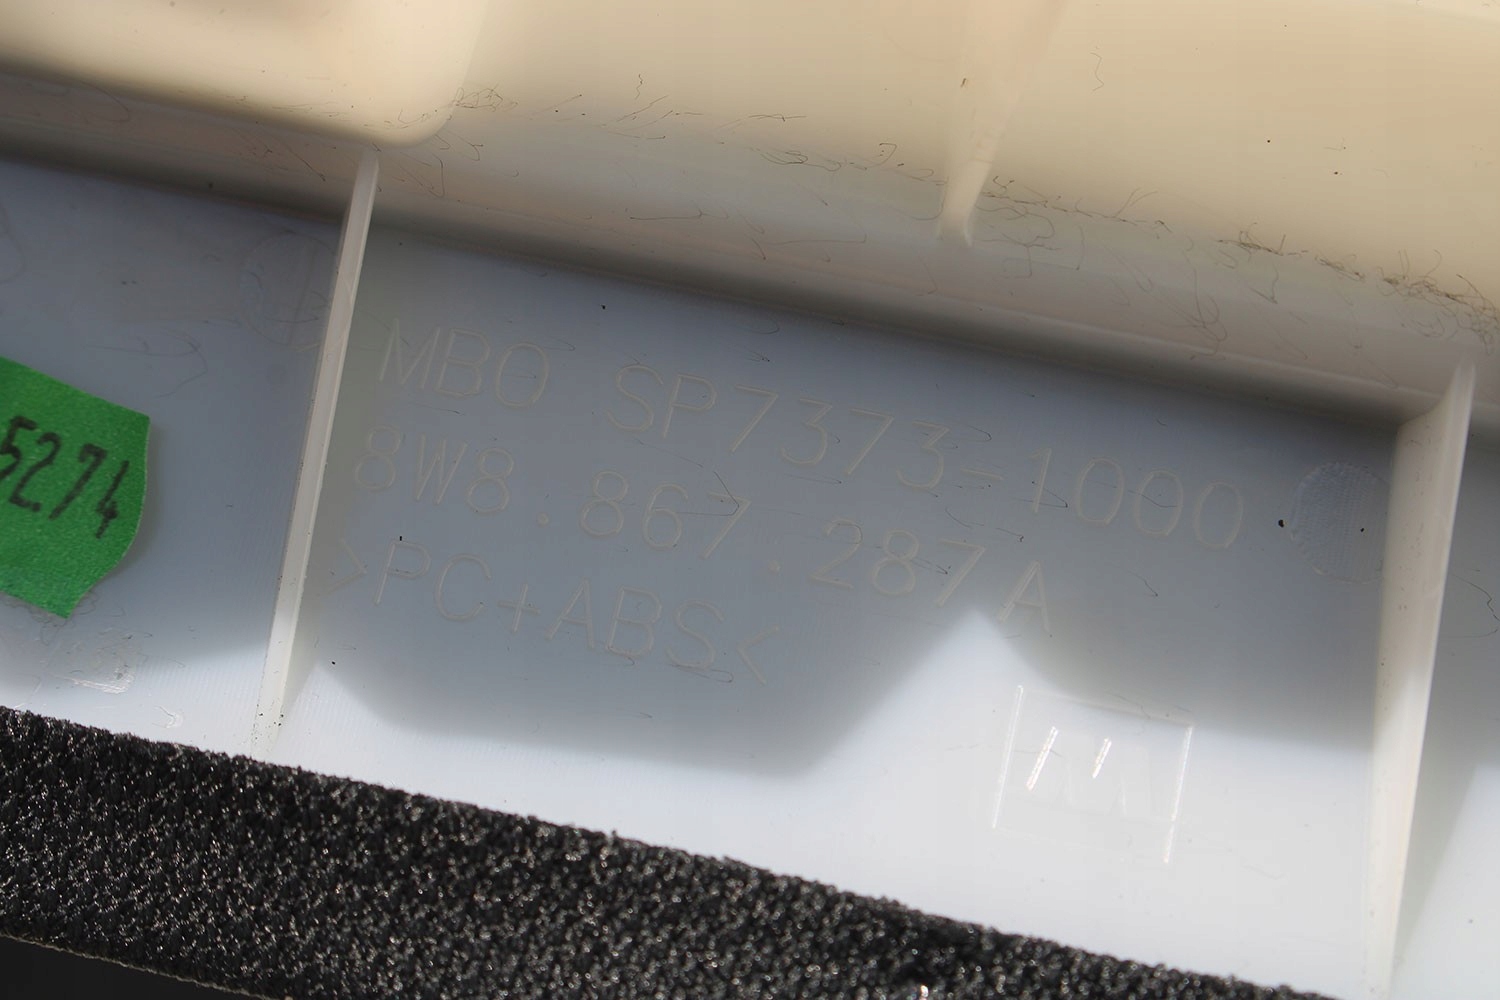 MBO SP7373-1000
8W8.867.287A
>PC+ABS<
5274